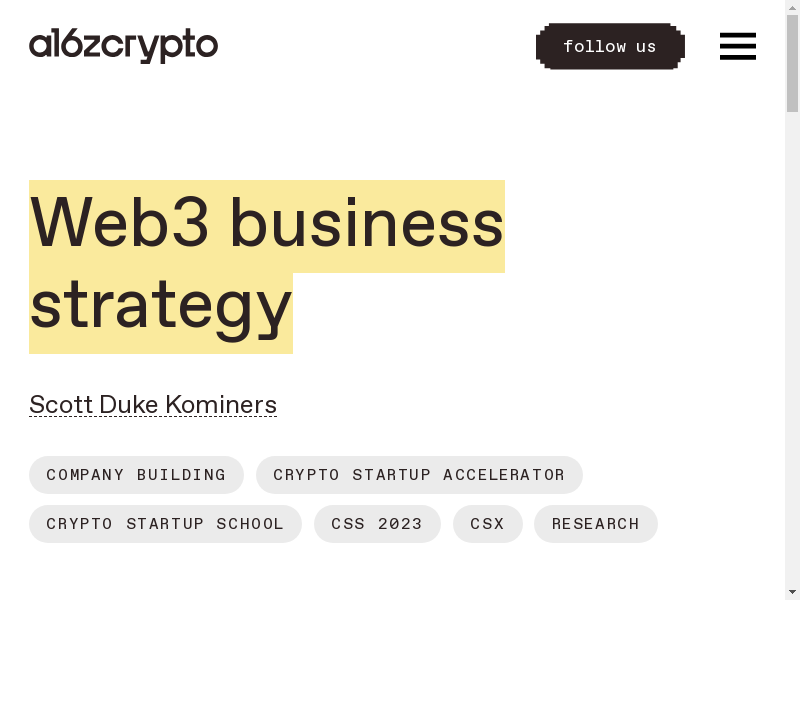 a16zcrypto
follow us
Web3 business
strategy
Scott Duke Kominers
COMPANY BUILDING CRYPTO STARTUP ACCELERATOR
CRYPTO STARTUP SCHOOL CSS 2023 CSX RESEARCH